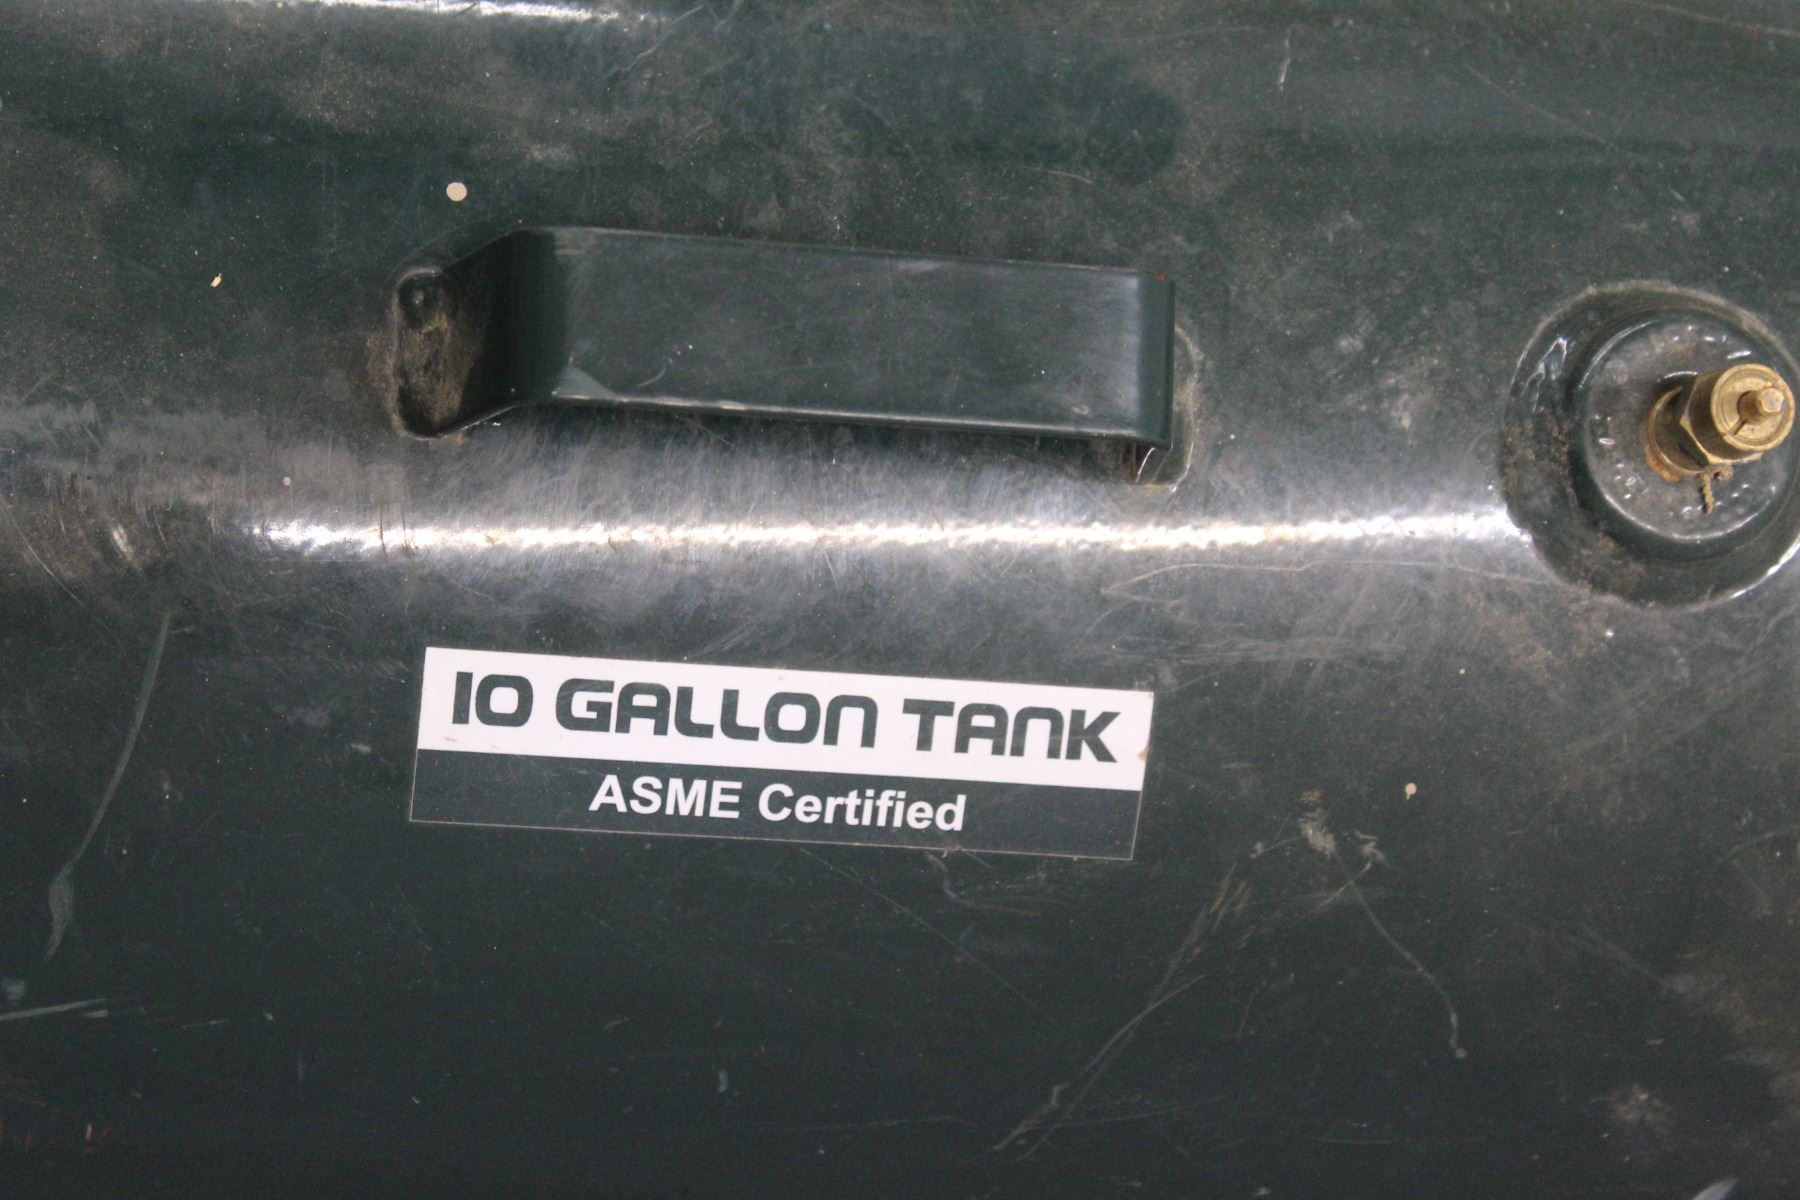 10 GALLON TANK
ASME Certified